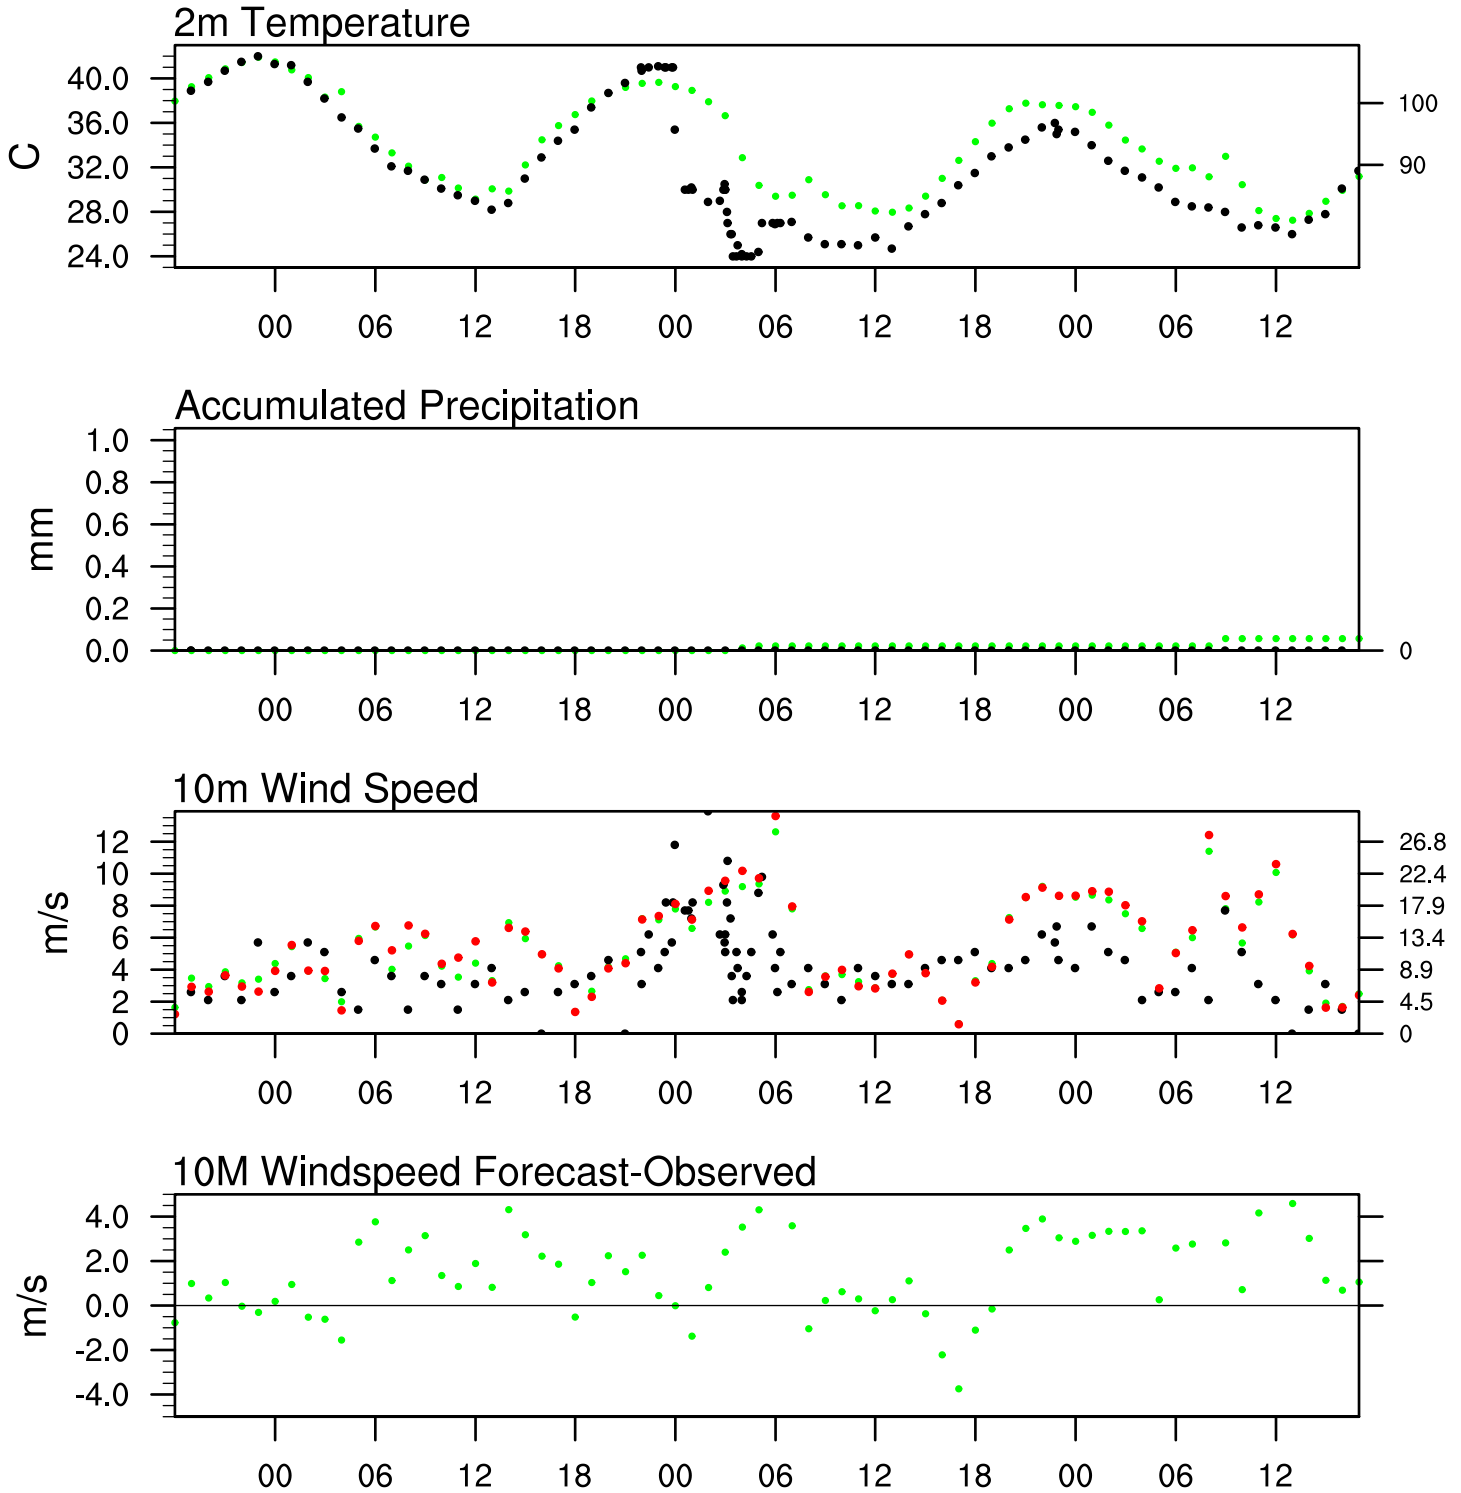 2m Temperature
40.0
36.0
32.0
28.0
24.0
C
100
90
00 06 12 18 00 06 12 18 00 06 12
Accumulated Precipitation
1.0
0.8
0.6
0.4
0.2
0.0
mm
0
00 06 12 18 00 06 12 18 00 06 12
10m Wind Speed
12
10
8
6
4
2
0
m/s
26.8
22.4
17.9
13.4
8.9
4.5
0
00 06 12 18 00 06 12 18 00 06 12
10M Windspeed Forecast-Observed
4.0
2.0
0.0
-2.0
-4.0
m/s
00 06 12 18 00 06 12 18 00 06 12